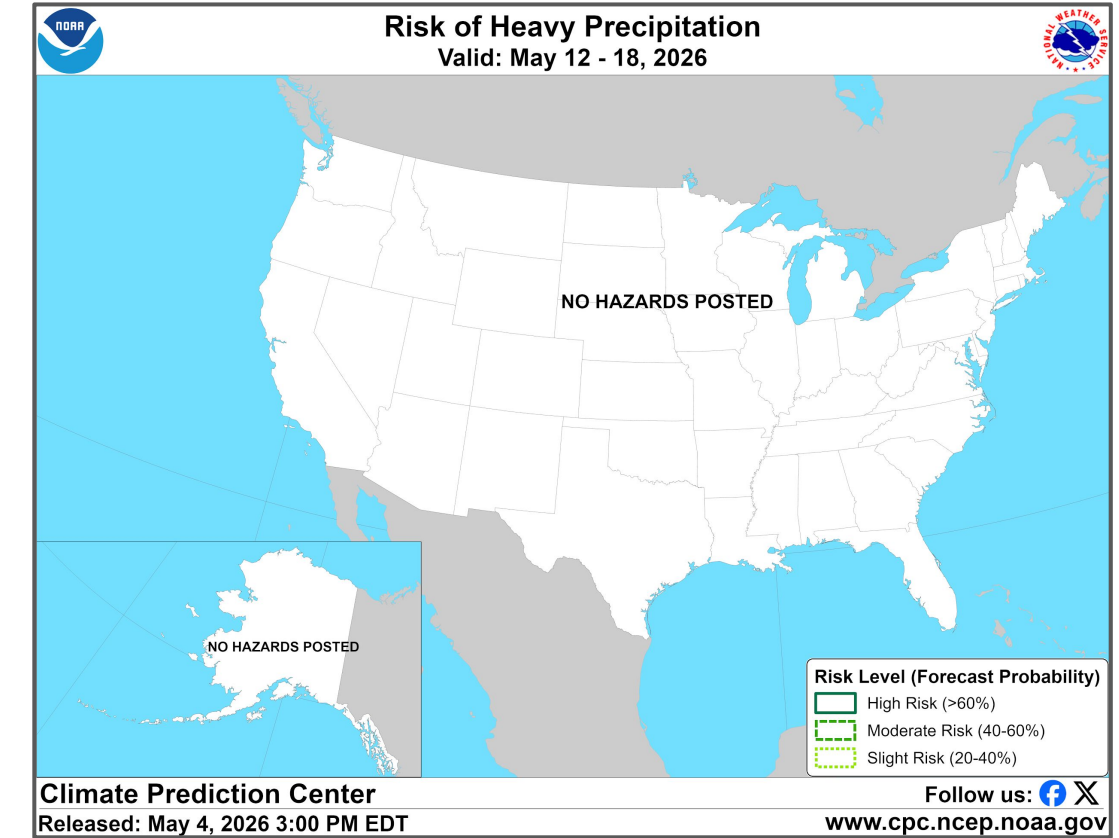 NOAA
Risk of Heavy Precipitation
Valid: May 12 - 18, 2026
NATIONAL WEATHER SERVICE
NO HAZARDS POSTED
NO HAZARDS POSTED
Risk Level (Forecast Probability)
High Risk (>60%)
Moderate Risk (40-60%)
Slight Risk (20-40%)
Climate Prediction Center
Follow us:
Released: May 4, 2026 3:00 PM EDT
www.cpc.ncep.noaa.gov